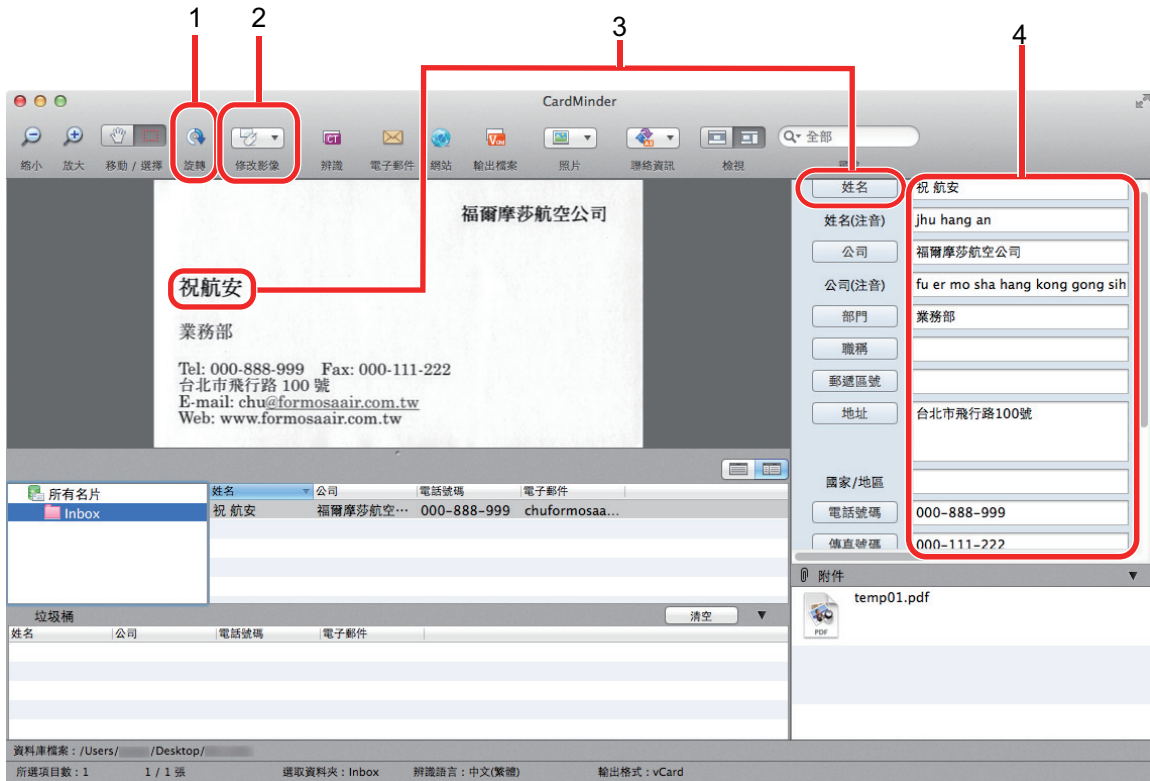 1 2 3 4
CardMinder
全部
縮小 放大 移動 / 選擇 旋轉 修改影像 辨識 電子郵件 網站 輸出檔案 照片 聯絡資訊 檢視
福爾摩莎航空公司
祝航安
業務部
Tel: 000-888-999 Fax: 000-111-222
台北市飛行路 100 號
E-mail: chu@formosaair.com.tw
Web: www.formosaair.com.tw
姓名 祝 航安
姓名(注音) jhu hang an
公司 福爾摩莎航空公司
公司(注音) fu er mo sha hang kong gong sih
部門 業務部
職稱
郵遞區號
地址 台北市飛行路100號
國家/地區
電話號碼 000-888-999
傳真號碼 000-111-222
所有名片
Inbox
姓名 公司 電話號碼 電子郵件
祝 航安 福爾摩莎航空… 000-888-999 chuformosaa...
垃圾桶 清空
姓名 公司 電話號碼 電子郵件
附件
temp01.pdf
PDF
資料庫檔案：/Users/ /Desktop/
所選項目數：1 1 / 1 張 選取資料夾：Inbox 辨識語言：中文(繁體) 輸出格式：vCard